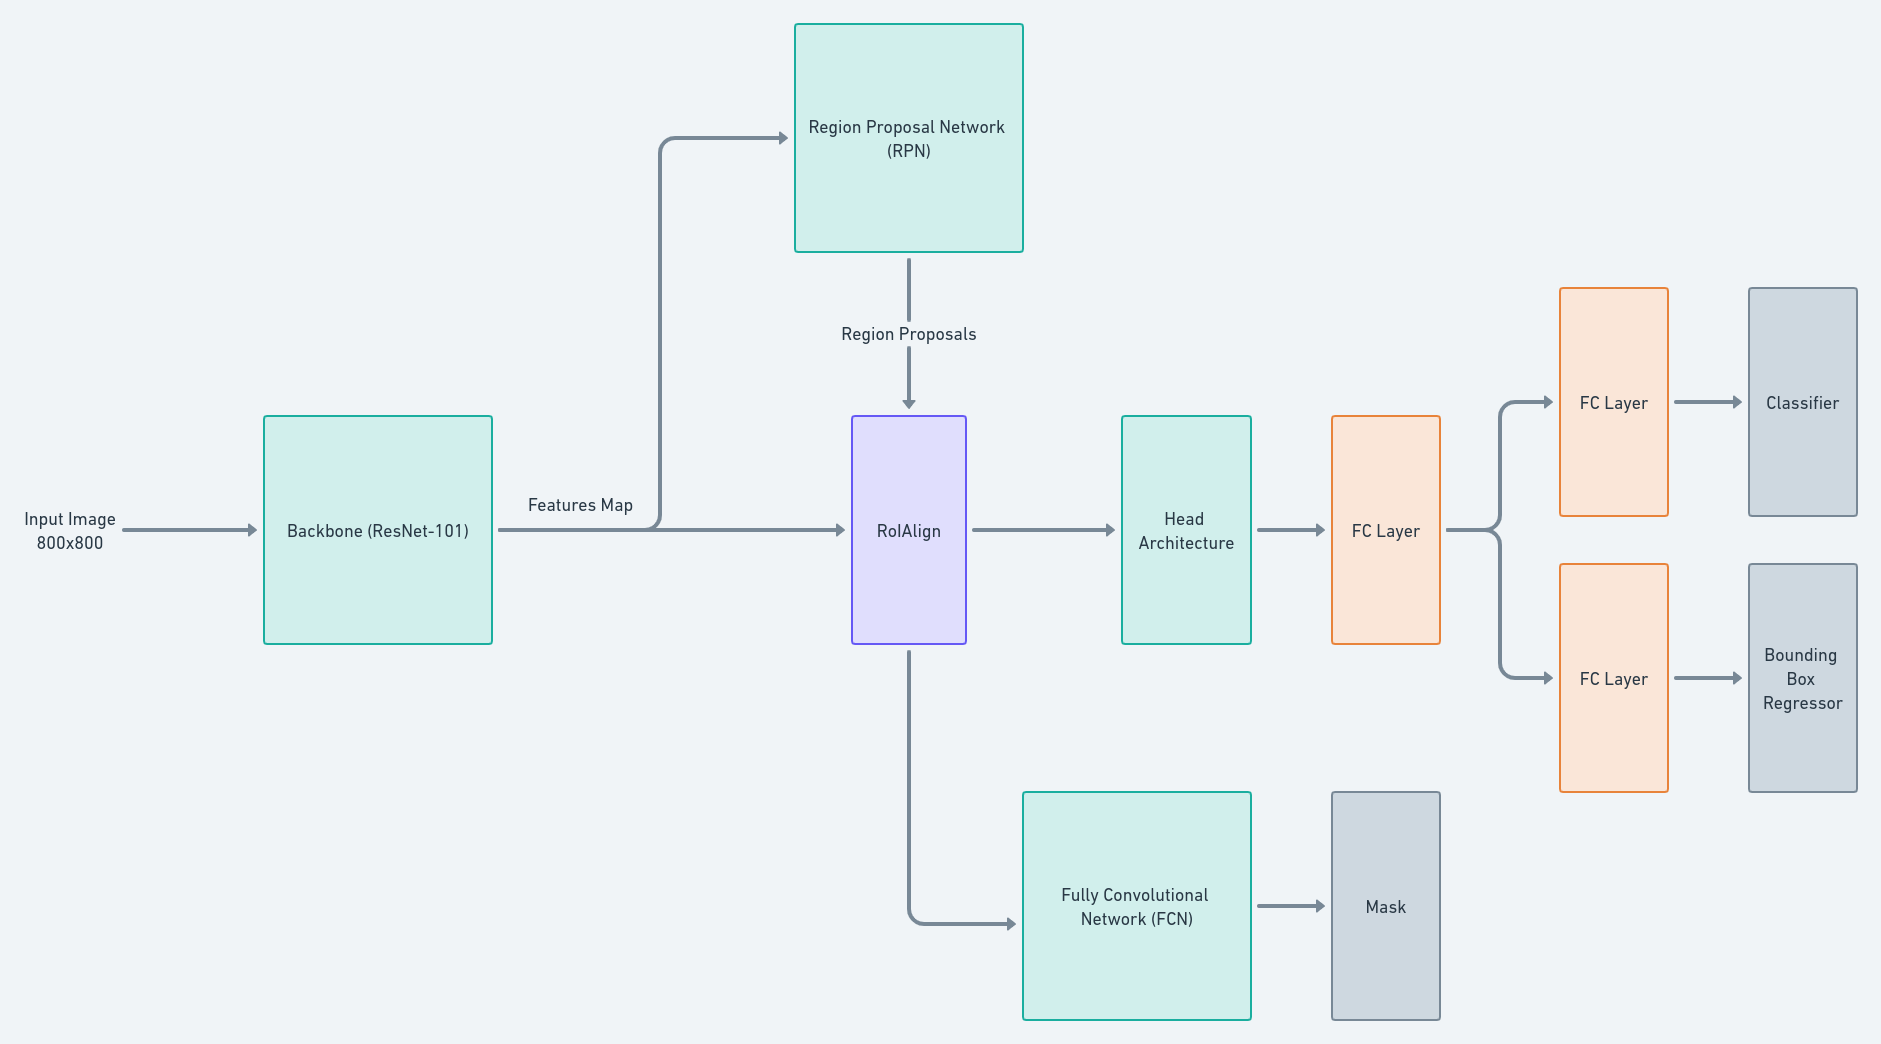 Region Proposal Network
(RPN)
Region Proposals
Features Map
Input Image
800x800
Backbone (ResNet-101)
RoIAlign
Head
Architecture
FC Layer
FC Layer
Classifier
FC Layer
Bounding
Box
Regressor
Fully Convolutional
Network (FCN)
Mask